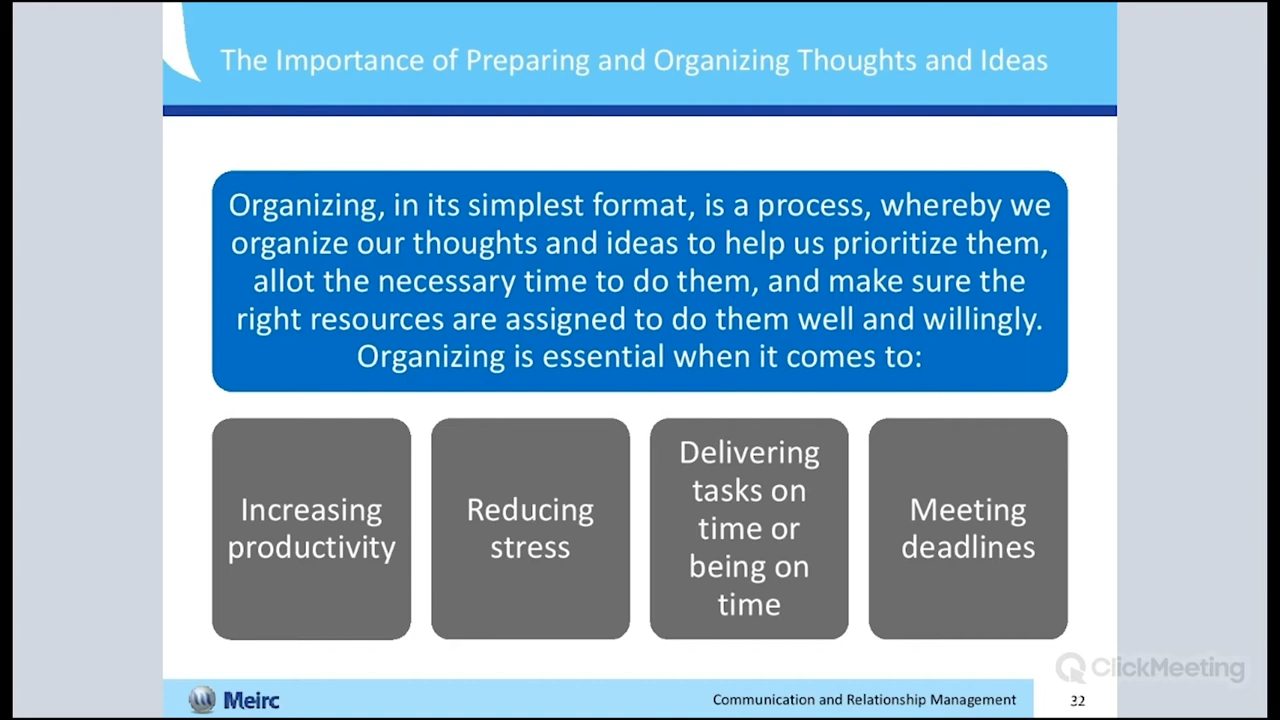 The Importance of Preparing and Organizing Thoughts and Ideas
Organizing, in its simplest format, is a process, whereby we
organize our thoughts and ideas to help us prioritize them,
allot the necessary time to do them, and make sure the
right resources are assigned to do them well and willingly.
Organizing is essential when it comes to:
Increasing
productivity
Reducing
stress
Delivering
tasks on
time or
being on
time
Meeting
deadlines
ClickMeeting
Meirc
Communication and Relationship Management
32